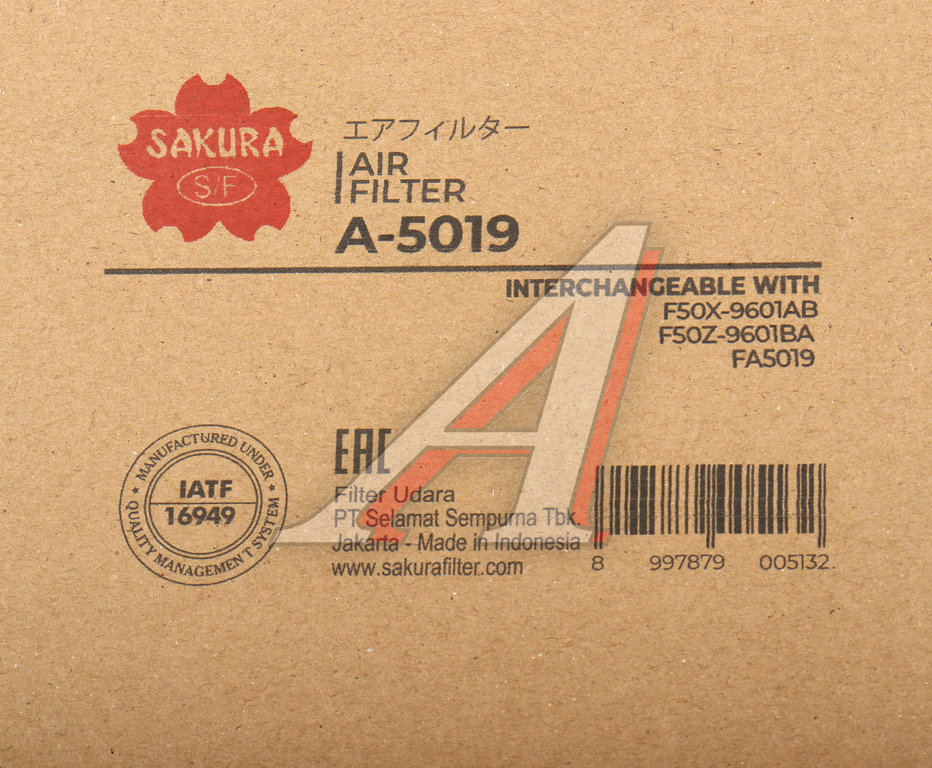 SAKURA
S/F
エアフィルター
AIR
FILTER
A-5019
INTERCHANGEABLE WITH
F50X-9601AB
F50Z-9601BA
FA5019
MANUFACTURED UNDER
IATF
16949
QUALITY MANAGEMENT SYSTEM
EAC
Filter Udara
PT Selamat Sempurna Tbk.
Jakarta - Made in Indonesia
www.sakurafilter.com
8 997879 005132
A